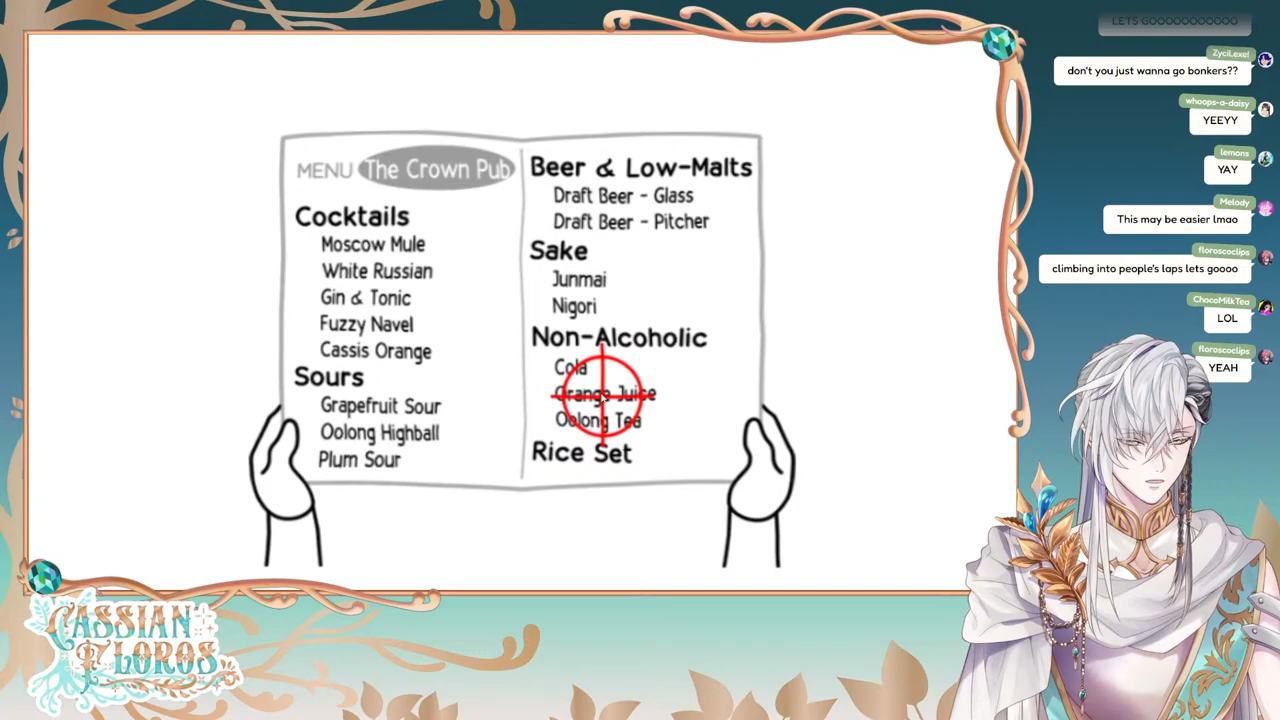 MENU The Crown Pub
Cocktails
Moscow Mule
White Russian
Gin & Tonic
Fuzzy Navel
Cassis Orange
Sours
Grapefruit Sour
Oolong Highball
Plum Sour
Beer & Low-Malts
Draft Beer - Glass
Draft Beer - Pitcher
Sake
Junmai
Nigori
Non-Alcoholic
Cola
Orange Juice
Oolong Tea
Rice Set
LETS GOOOOOOOOOOO
ZyciLexe!
don't you just wanna go bonkers??
whoops-a-daisy
YEEYY
lemons
YAY
Melody
This may be easier lmao
floroscoclips
climbing into people's laps lets goooo
ChocoMilkTea
LOL
floroscoclips
YEAH
CASSIAN
FLOROS